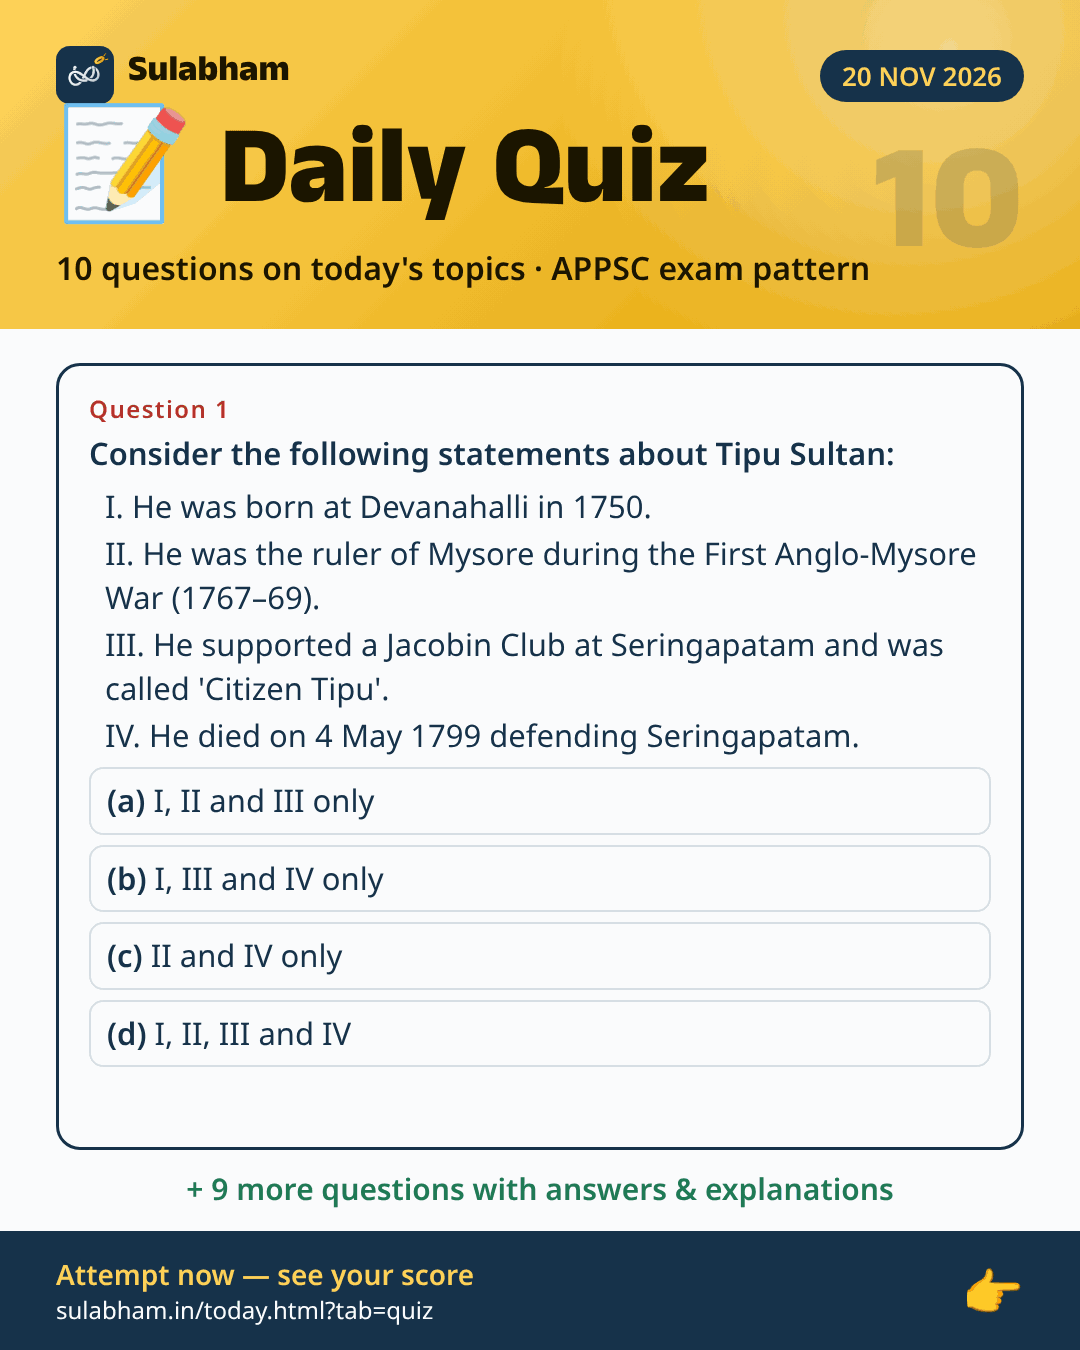 Sulabham
20 NOV 2026
Daily Quiz
10
10 questions on today's topics · APPSC exam pattern
Question 1
Consider the following statements about Tipu Sultan:
I. He was born at Devanahalli in 1750.
II. He was the ruler of Mysore during the First Anglo-Mysore
War (1767–69).
III. He supported a Jacobin Club at Seringapatam and was
called 'Citizen Tipu'.
IV. He died on 4 May 1799 defending Seringapatam.
(a) I, II and III only
(b) I, III and IV only
(c) II and IV only
(d) I, II, III and IV
+ 9 more questions with answers & explanations
Attempt now — see your score
sulabham.in/today.html?tab=quiz